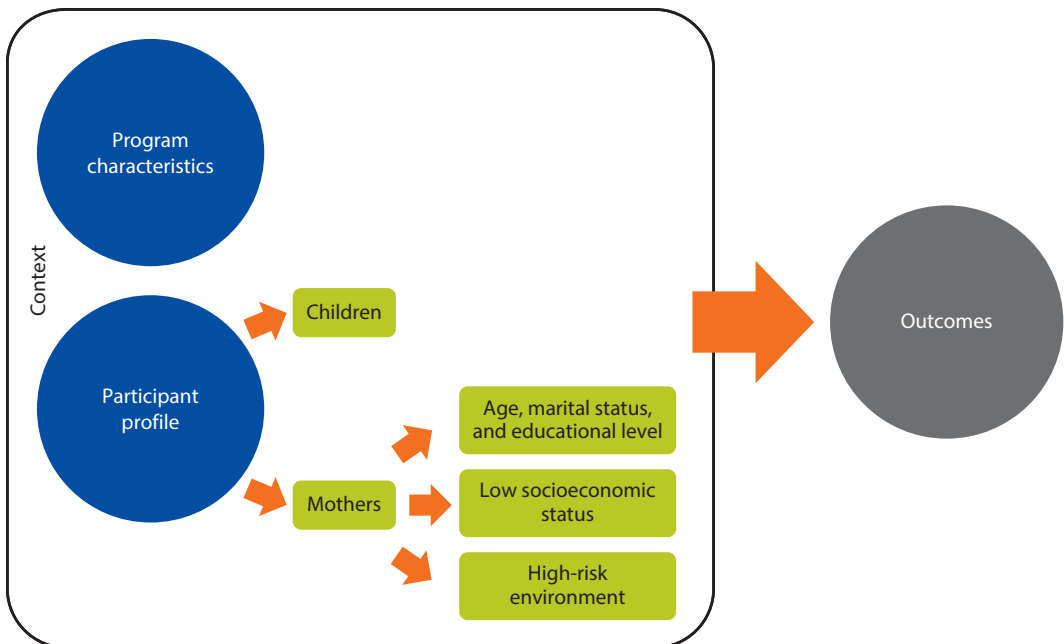 Program
characteristics
Context
Children
Participant
profile
Outcomes
Age, marital status,
and educational level
Mothers
Low socioeconomic
status
High-risk
environment